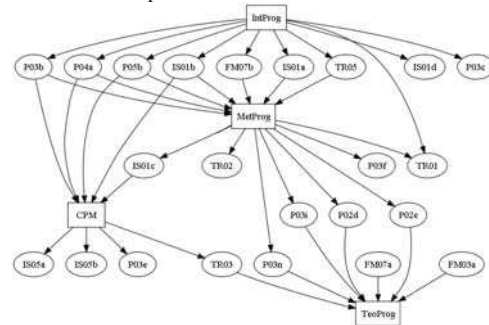 IntProg
P03b P04a P05b IS01b FM07b IS01a TR05 IS01d P03c
MetProg
IS01c TR02 P03f TR01
CPM P03i P02d P02e
IS05a IS05b P03e TR03 P03n FM07a FM03a
TeoProg